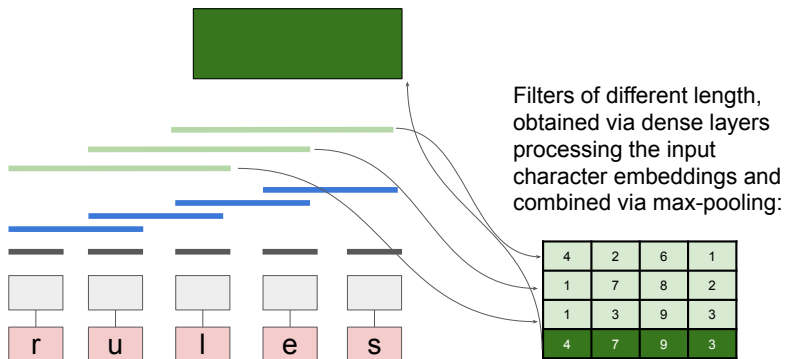 Filters of different length,
obtained via dense layers
processing the input
character embeddings and
combined via max-pooling:
4 2 6 1
1 7 8 2
1 3 9 3
4 7 9 3
r u l e s